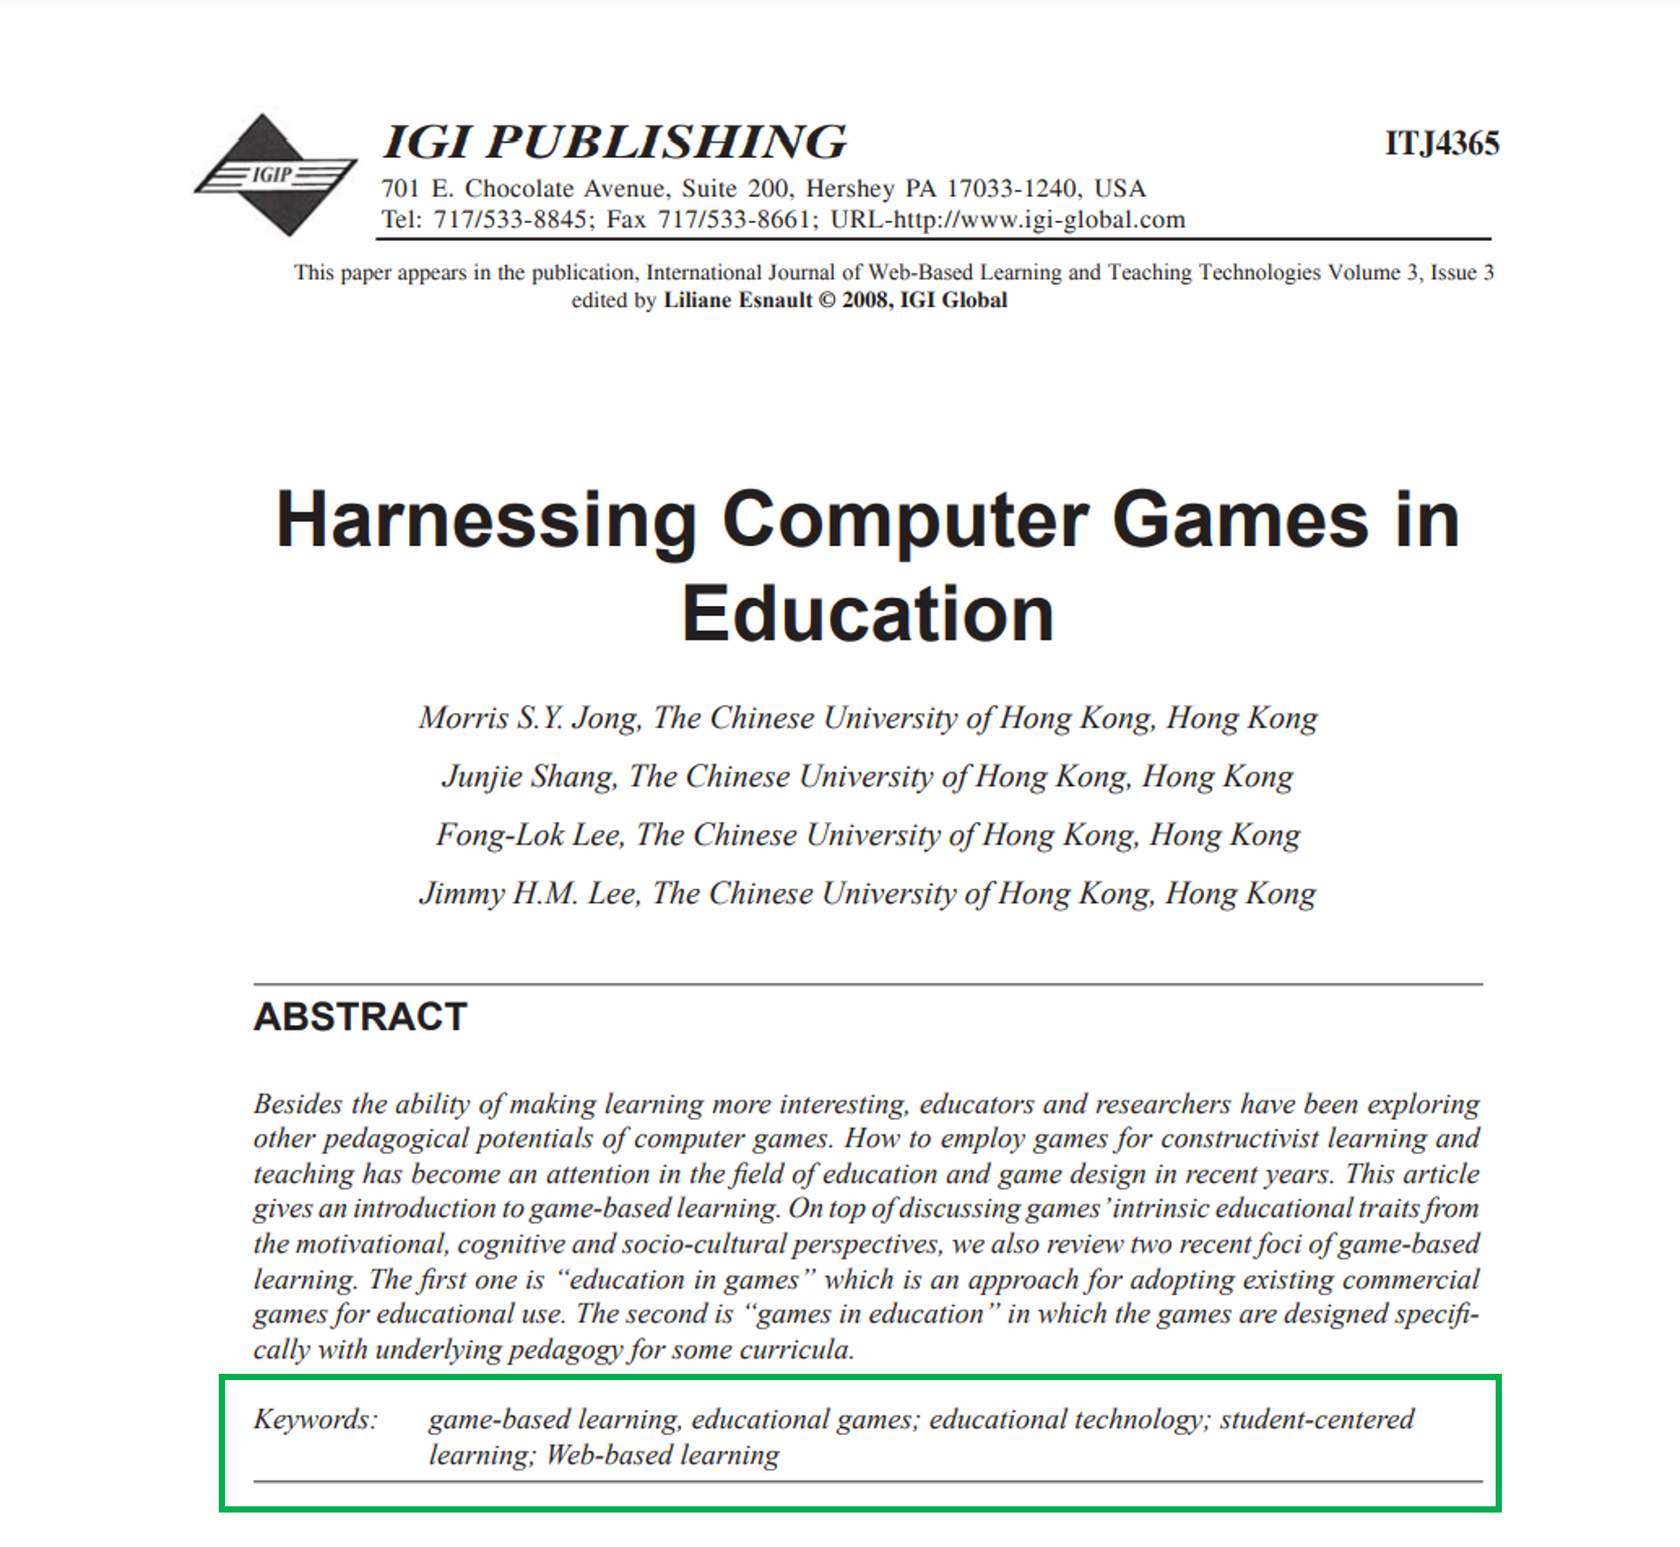 IGIP
IGI PUBLISHING
ITJ4365
701 E. Chocolate Avenue, Suite 200, Hershey PA 17033-1240, USA
Tel: 717/533-8845; Fax 717/533-8661; URL-http://www.igi-global.com
This paper appears in the publication, International Journal of Web-Based Learning and Teaching Technologies Volume 3, Issue 3
edited by Liliane Esnault © 2008, IGI Global
Harnessing Computer Games in
Education
Morris S.Y. Jong, The Chinese University of Hong Kong, Hong Kong
Junjie Shang, The Chinese University of Hong Kong, Hong Kong
Fong-Lok Lee, The Chinese University of Hong Kong, Hong Kong
Jimmy H.M. Lee, The Chinese University of Hong Kong, Hong Kong
ABSTRACT
Besides the ability of making learning more interesting, educators and researchers have been exploring
other pedagogical potentials of computer games. How to employ games for constructivist learning and
teaching has become an attention in the field of education and game design in recent years. This article
gives an introduction to game-based learning. On top of discussing games’ intrinsic educational traits from
the motivational, cognitive and socio-cultural perspectives, we also review two recent foci of game-based
learning. The first one is “education in games” which is an approach for adopting existing commercial
games for educational use. The second is “games in education” in which the games are designed specifi-
cally with underlying pedagogy for some curricula.
Keywords: game-based learning, educational games; educational technology; student-centered
learning; Web-based learning